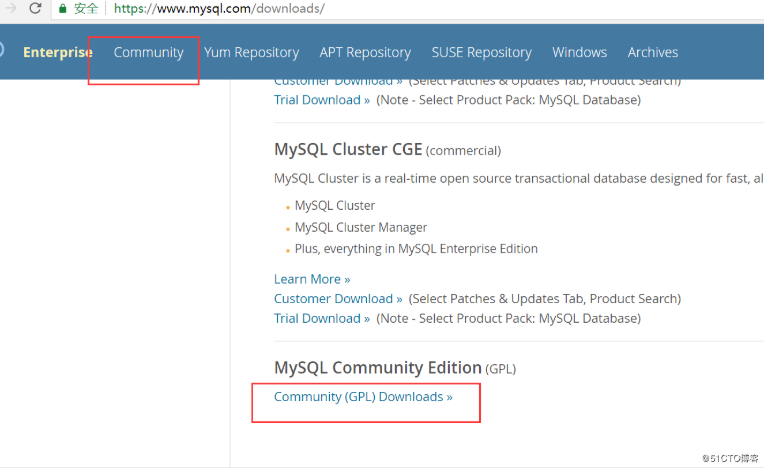 安全 https://www.mysql.com/downloads/
Enterprise Community Yum Repository APT Repository SUSE Repository Windows Archives
Customer Download » (Select Patches & Updates Tab, Product Search)
Trial Download » (Note - Select Product Pack: MySQL Database)
MySQL Cluster CGE (commercial)
MySQL Cluster is a real-time open source transactional database designed for fast, al
MySQL Cluster
MySQL Cluster Manager
Plus, everything in MySQL Enterprise Edition
Learn More »
Customer Download » (Select Patches & Updates Tab, Product Search)
Trial Download » (Note - Select Product Pack: MySQL Database)
MySQL Community Edition (GPL)
Community (GPL) Downloads »
@51CTO博客